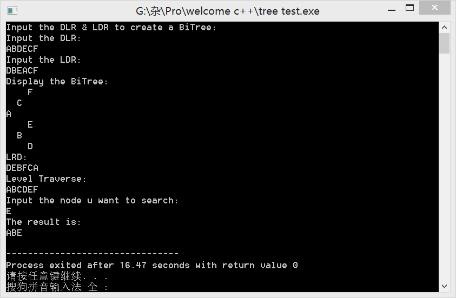 G:\杂\Pro\welcome c++\tree test.exe
Input the DLR & LDR to create a BiTree:
Input the DLR:
ABDECF
Input the LDR:
DBEACF
Display the BiTree:
F
C
A
E
B
D
LRD:
DEBFCA
Level Traverse:
ABCDEF
Input the node u want to search:
E
The result is:
ABE
--------------------------------
Process exited after 16.47 seconds with return value 0
请按任意键继续. . .
搜狗拼音输入法 全 :